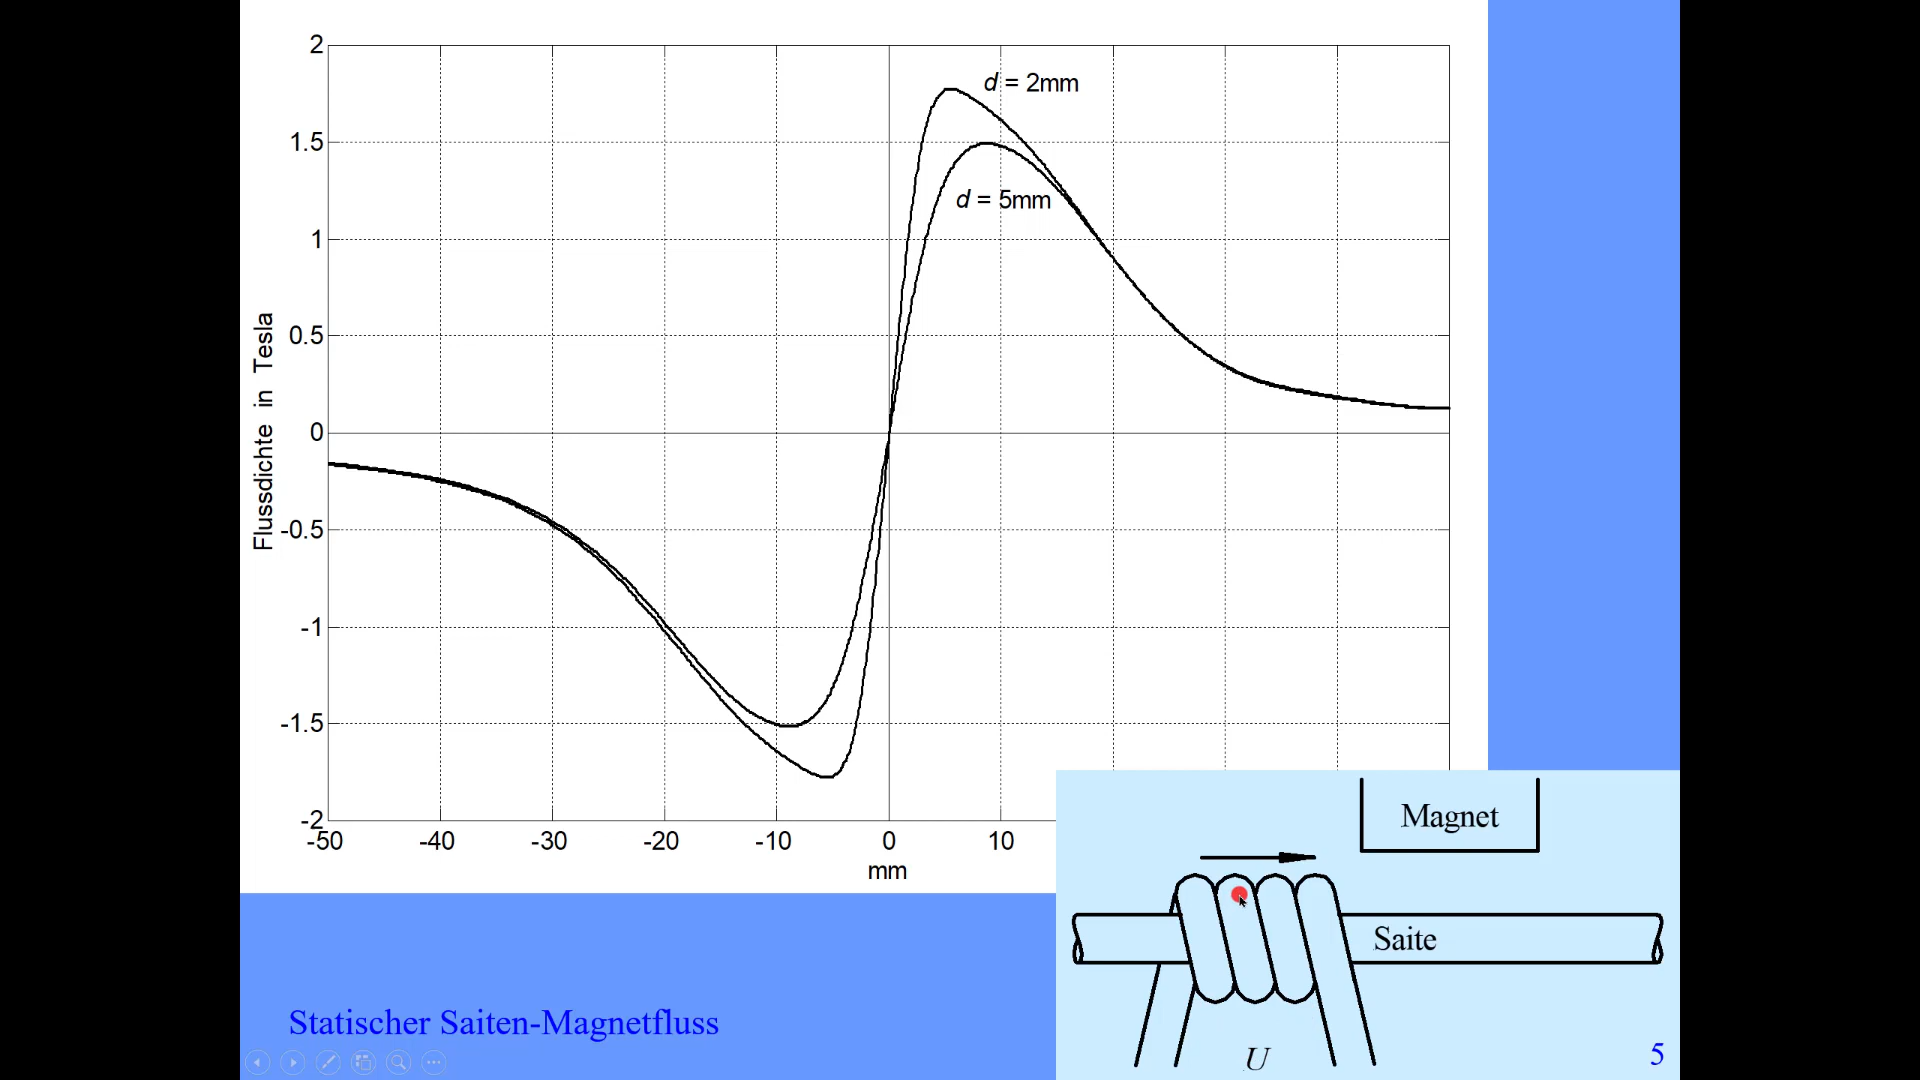 2
d = 2mm
1.5
d = 5mm
1
0.5
0
-0.5
-1
-1.5
-2
Flussdichte in Tesla
-50 -40 -30 -20 -10 0 10
mm
Magnet
Saite
U
Statischer Saiten-Magnetfluss
5